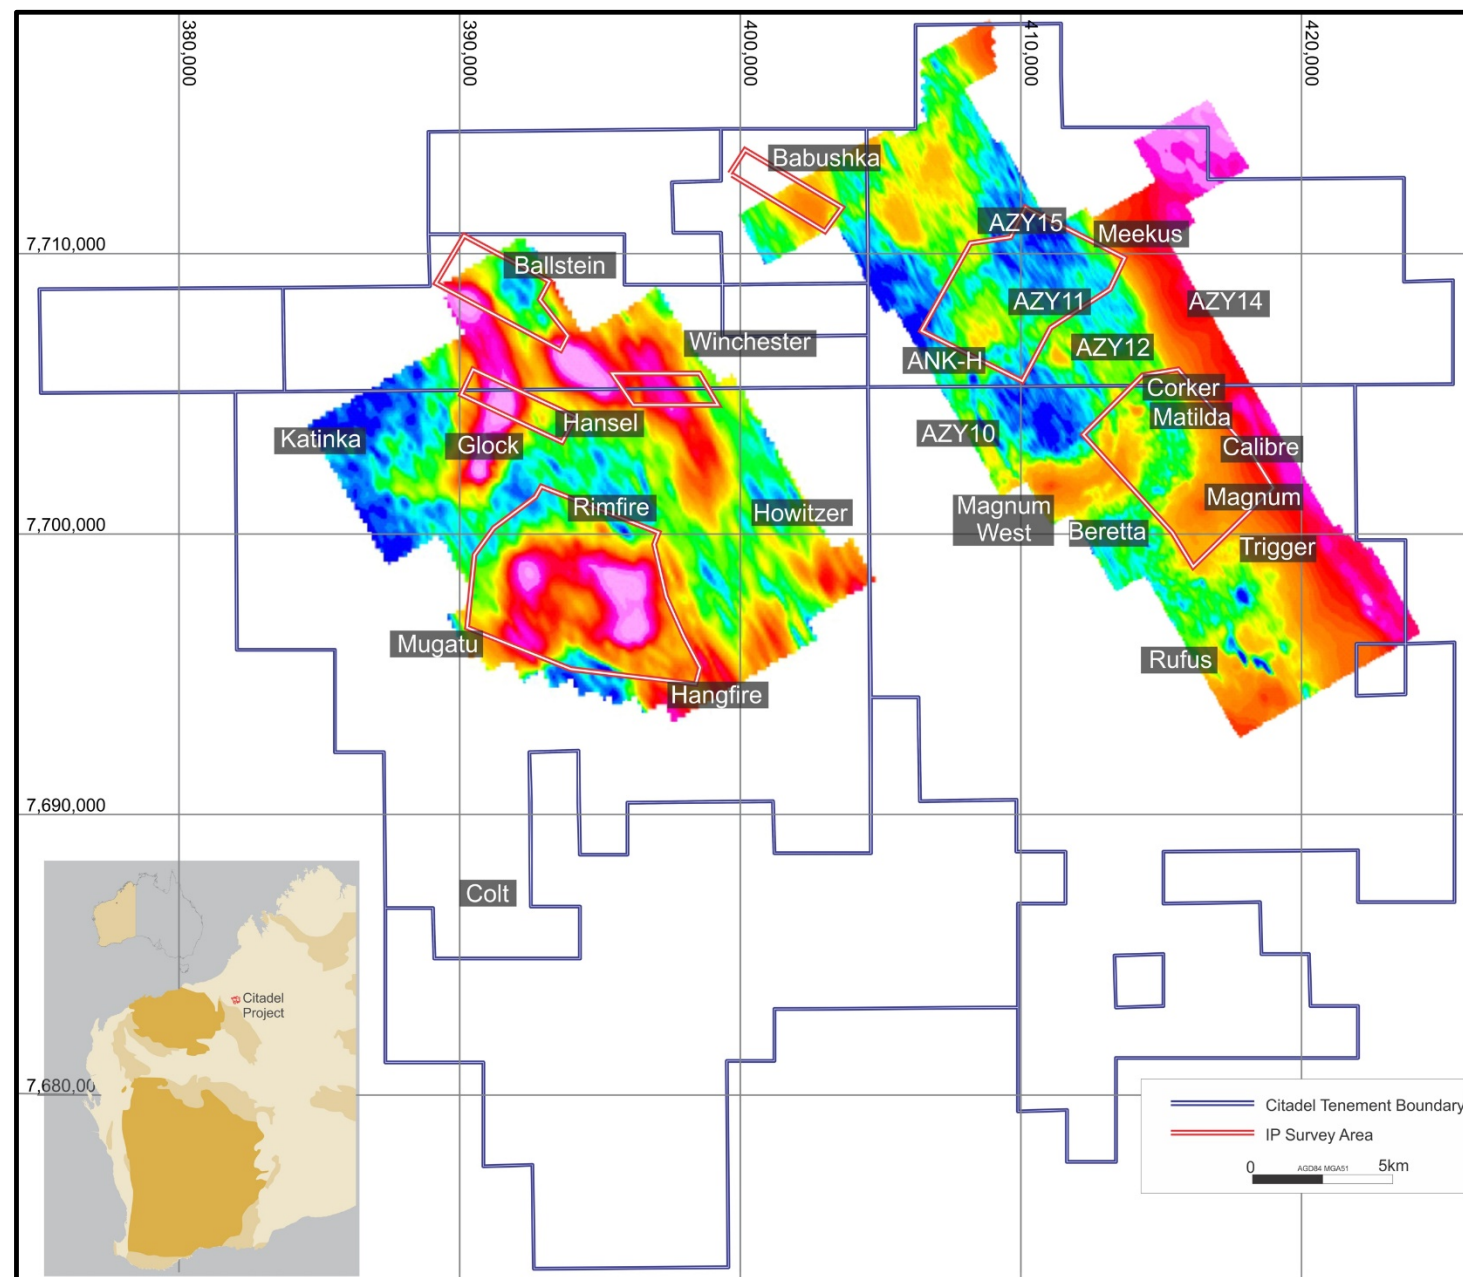 380,000
390,000
400,000
410,000
420,000
Babushka
AZY15
Meekus
7,710,000
Ballstein
AZY11
AZY14
Winchester
AZY12
ANK-H
Corker
Matilda
Hansel
AZY10
Katinka
Glock
Calibre
Magnum
Rimfire
Howitzer
Magnum
West
7,700,000
Beretta
Trigger
Mugatu
Rufus
Hangfire
7,690,000
Colt
Citadel
Project
7,680,00
Citadel Tenement Boundary
IP Survey Area
0
AGD84 MGA51
5km